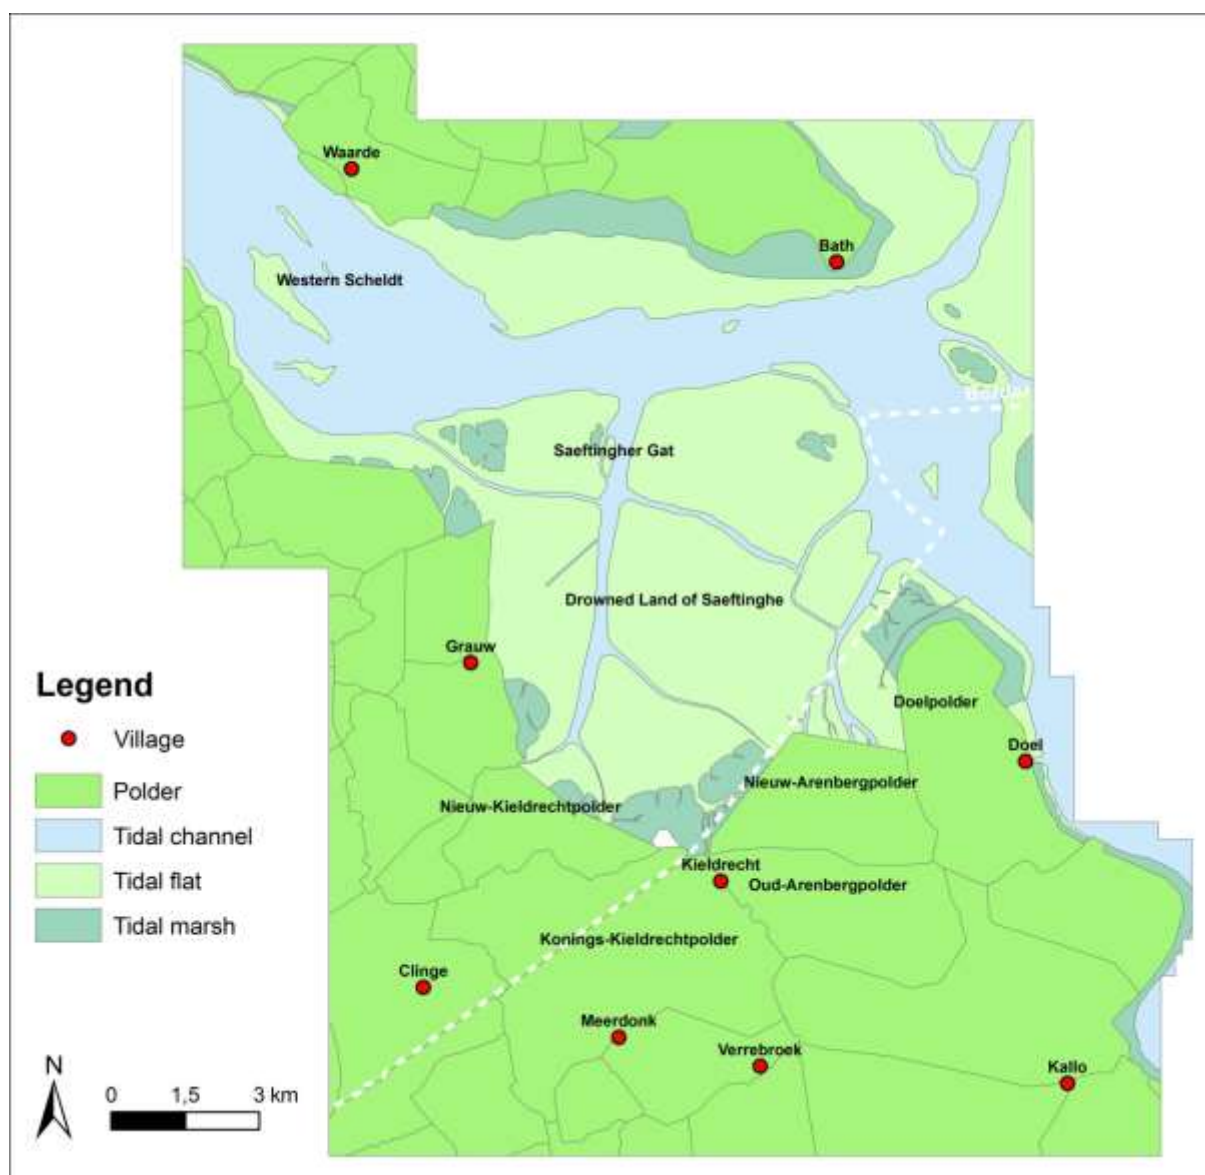 Waarde
Bath
Western Scheldt
Border
Saeftingher Gat
Drowned Land of Saeftinghe
Grauw
Legend
Village
Doelpolder
Doel
Polder
Nieuw-Arenbergpolder
Nieuw-Kieldrechtpolder
Tidal channel
Kieldrecht
Tidal flat
Oud-Arenbergpolder
Tidal marsh
Konings-Kieldrechtpolder
Clinge
Meerdonk
Verrebroek
Kallo
N
0 1,5 3 km